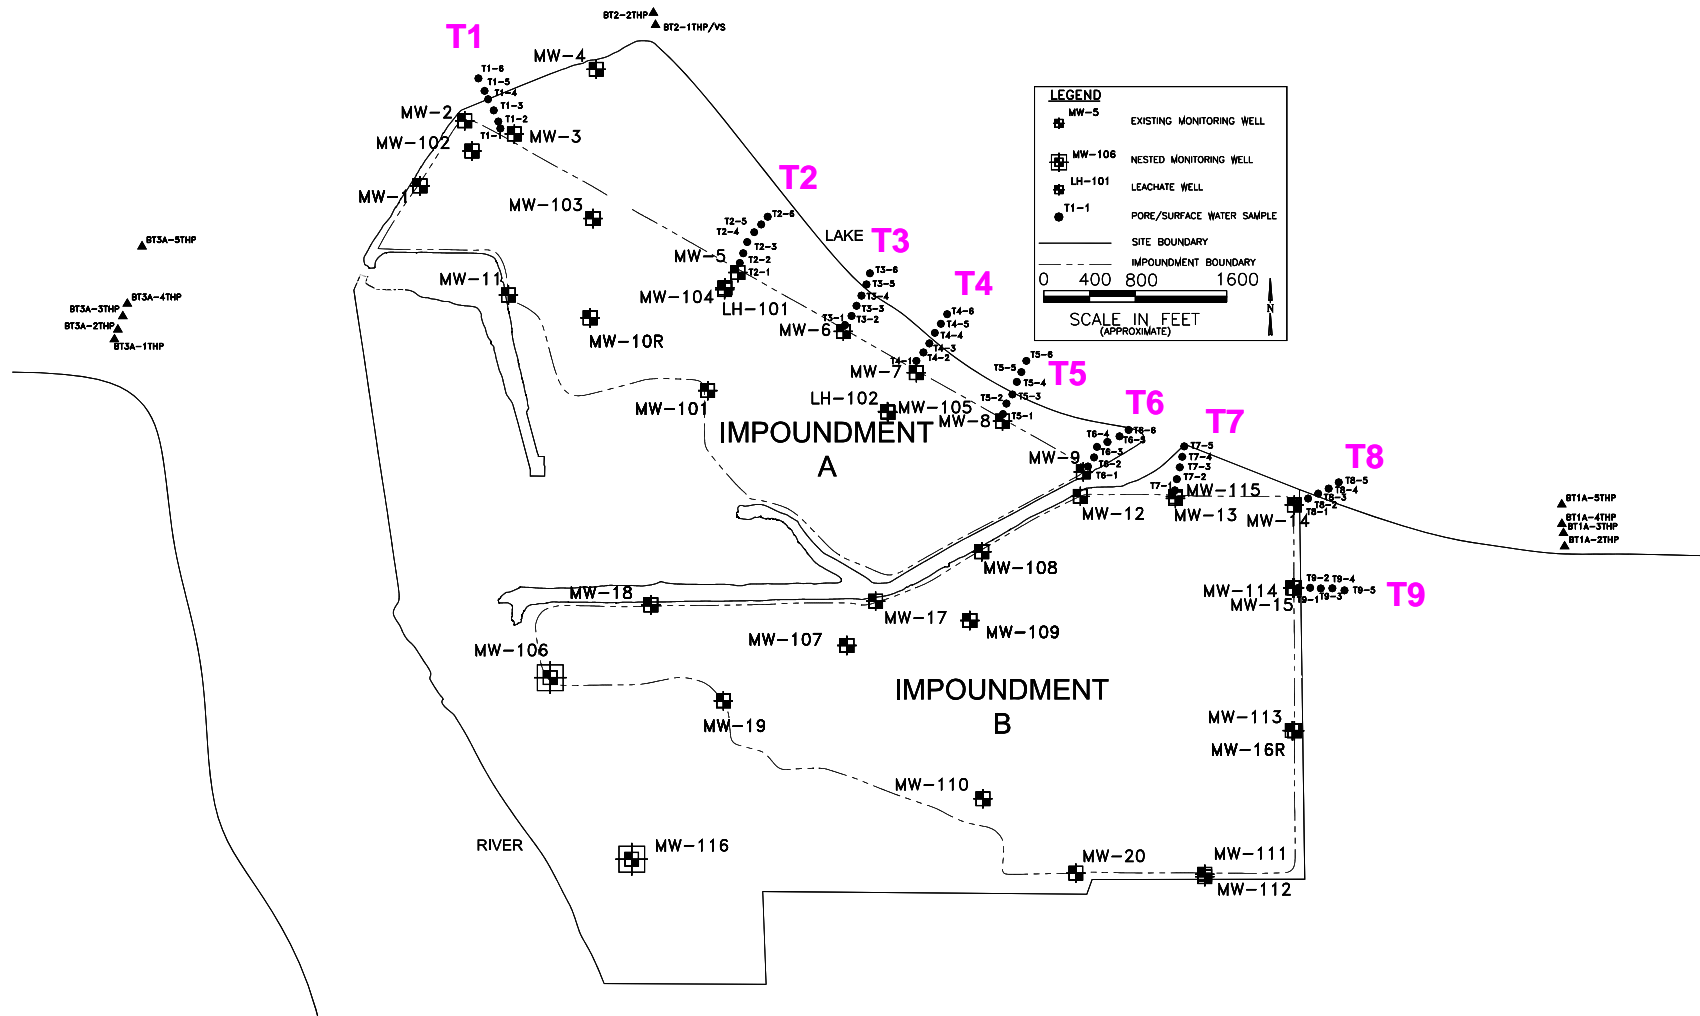 BT2-2THP
BT2-1THP/VS
T1
MW-4
T1-6
T1-5
T1-4
T1-3
T1-2
T1-1
MW-2
MW-3
MW-102
MW-1
MW-103
T2
T2-6
T2-5
T2-4
T2-3
T2-2
T2-1
MW-5
MW-104
LH-101
LAKE
T3
T3-6
T3-5
T3-4
T3-3
T3-2
T3-1
MW-6
T4
T4-6
T4-5
T4-4
T4-3
T4-2
T4-1
MW-7
LEGEND
MW-5
EXISTING MONITORING WELL
MW-106
NESTED MONITORING WELL
LH-101
LEACHATE WELL
T1-1
PORE/SURFACE WATER SAMPLE
SITE BOUNDARY
IMPOUNDMENT BOUNDARY
0 400 800 1600
SCALE IN FEET
(APPROXIMATE)
N
BT3A-5THP
BT3A-4THP
BT3A-3THP
BT3A-2THP
BT3A-1THP
MW-11
MW-10R
MW-101
T5
T5-6
T5-5
T5-4
T5-3
T5-2
T5-1
LH-102
MW-105
MW-8
IMPOUNDMENT
A
T6
T6-6
T6-5
T6-4
T6-3
T6-2
T6-1
MW-9
T7
T7-5
T7-4
T7-3
T7-2
T7-1
MW-115
MW-12
MW-13
T8
T8-5
T8-4
T8-3
T8-2
T8-1
MW-14
BT1A-5THP
BT1A-4THP
BT1A-3THP
BT1A-2THP
MW-108
MW-18
MW-17
MW-109
MW-107
MW-114
MW-15
T9-2
T9-4
T9-1
T9-3
T9-5
T9
MW-106
IMPOUNDMENT
B
MW-19
MW-113
MW-16R
MW-110
RIVER
MW-116
MW-20
MW-111
MW-112